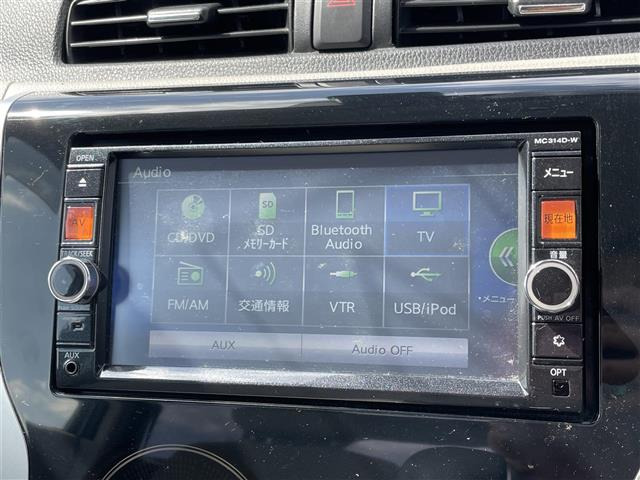 MC314D-W
OPEN
メニュー
Audio
AV
CD/DVD
SD
メモリーカード
Bluetooth
Audio
TV
現在地
TRACK/SEEK
音量
FM/AM
交通情報
VTR
USB/iPod
メニュー
PUSH AV OFF
AUX
Audio OFF
AUX
OPT